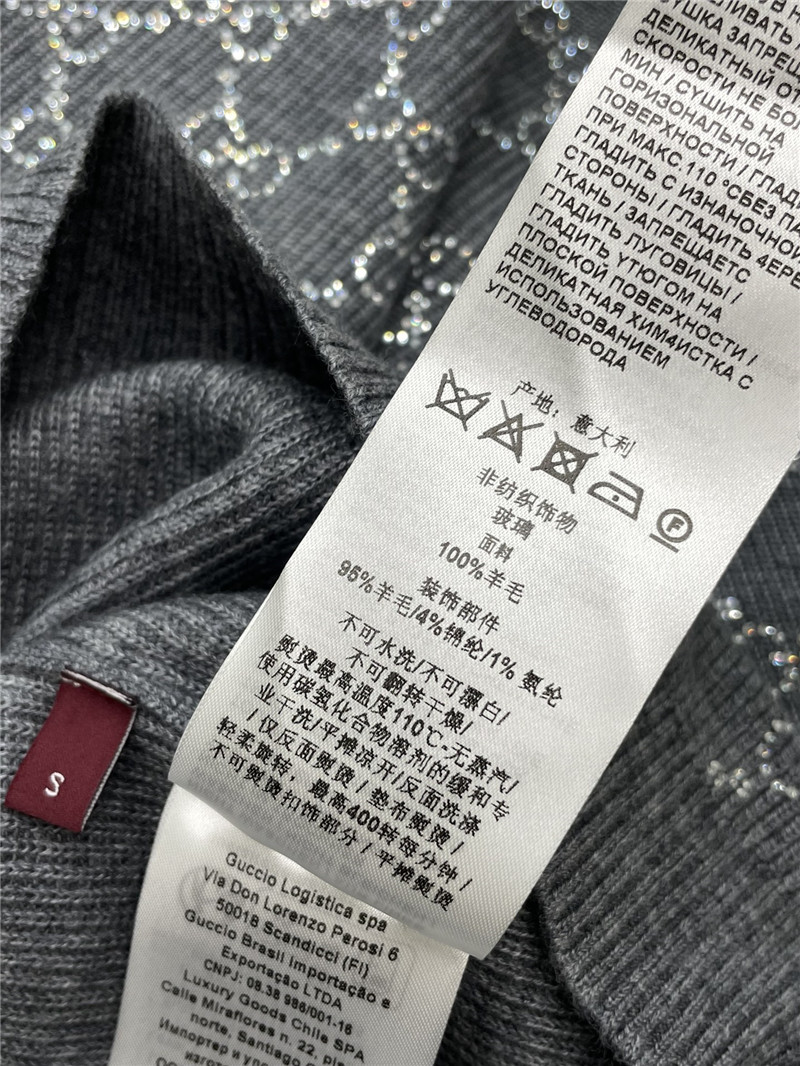 ДЕЛИКАТНЫЙ ОТ
СКОРОСТИ НЕ БО
МИН / СУШИТЬ НА
ГОРИЗОНТАЛЬНОЙ
ПОВЕРХНОСТИ / ГЛАД
ПРИ МАКС.110 °СБЕЗ ПА
ГЛАДИТЬ С ИЗНАНОЧНОЙ
СТОРОНЫ / ГЛАДИТЬ 4ЕРЕ
ТКАНЬ / ЗАПРЕЩАЕТС
ГЛАДИТЬ ЛУГОВИЦЫ /
ГЛАДИТЬ YТЮГОМ НА
ПЛОСКОЙ ПОВЕРХНОСТИ /
ДЕЛИКАТНАЯ ХИМ4ИСТКА С
ИСПОЛЬЗОВАНИЕМ
УГЛЕВОДОРОДА
产地：意大利
F
非纺织饰物
玻璃
面料
100%羊毛
装饰部件
95%羊毛/4%锦纶/1% 氨纶
不可水洗/不可漂白/
不可翻转干燥/
熨烫最高温度110℃-无蒸汽/
使用碳氢化合物溶剂的缓和专
业干洗/平摊凉开/反面洗涤
/仅反面熨烫/垫布熨烫/
轻柔旋转，最高400转每分钟/
不可熨烫扣饰部分/平摊熨烫
S
Guccio Logistica spa
Via Don Lorenzo Perosi 6
50018 Scandicci (FI)
Guccio Brasil importação e
Exportação LTDA
CNPJ: 08.38 986/001-16
Luxury Goods Chile SPA
Calle Miraflores n. 22, pi
norte, Santiago
Импортер и уп
изгот